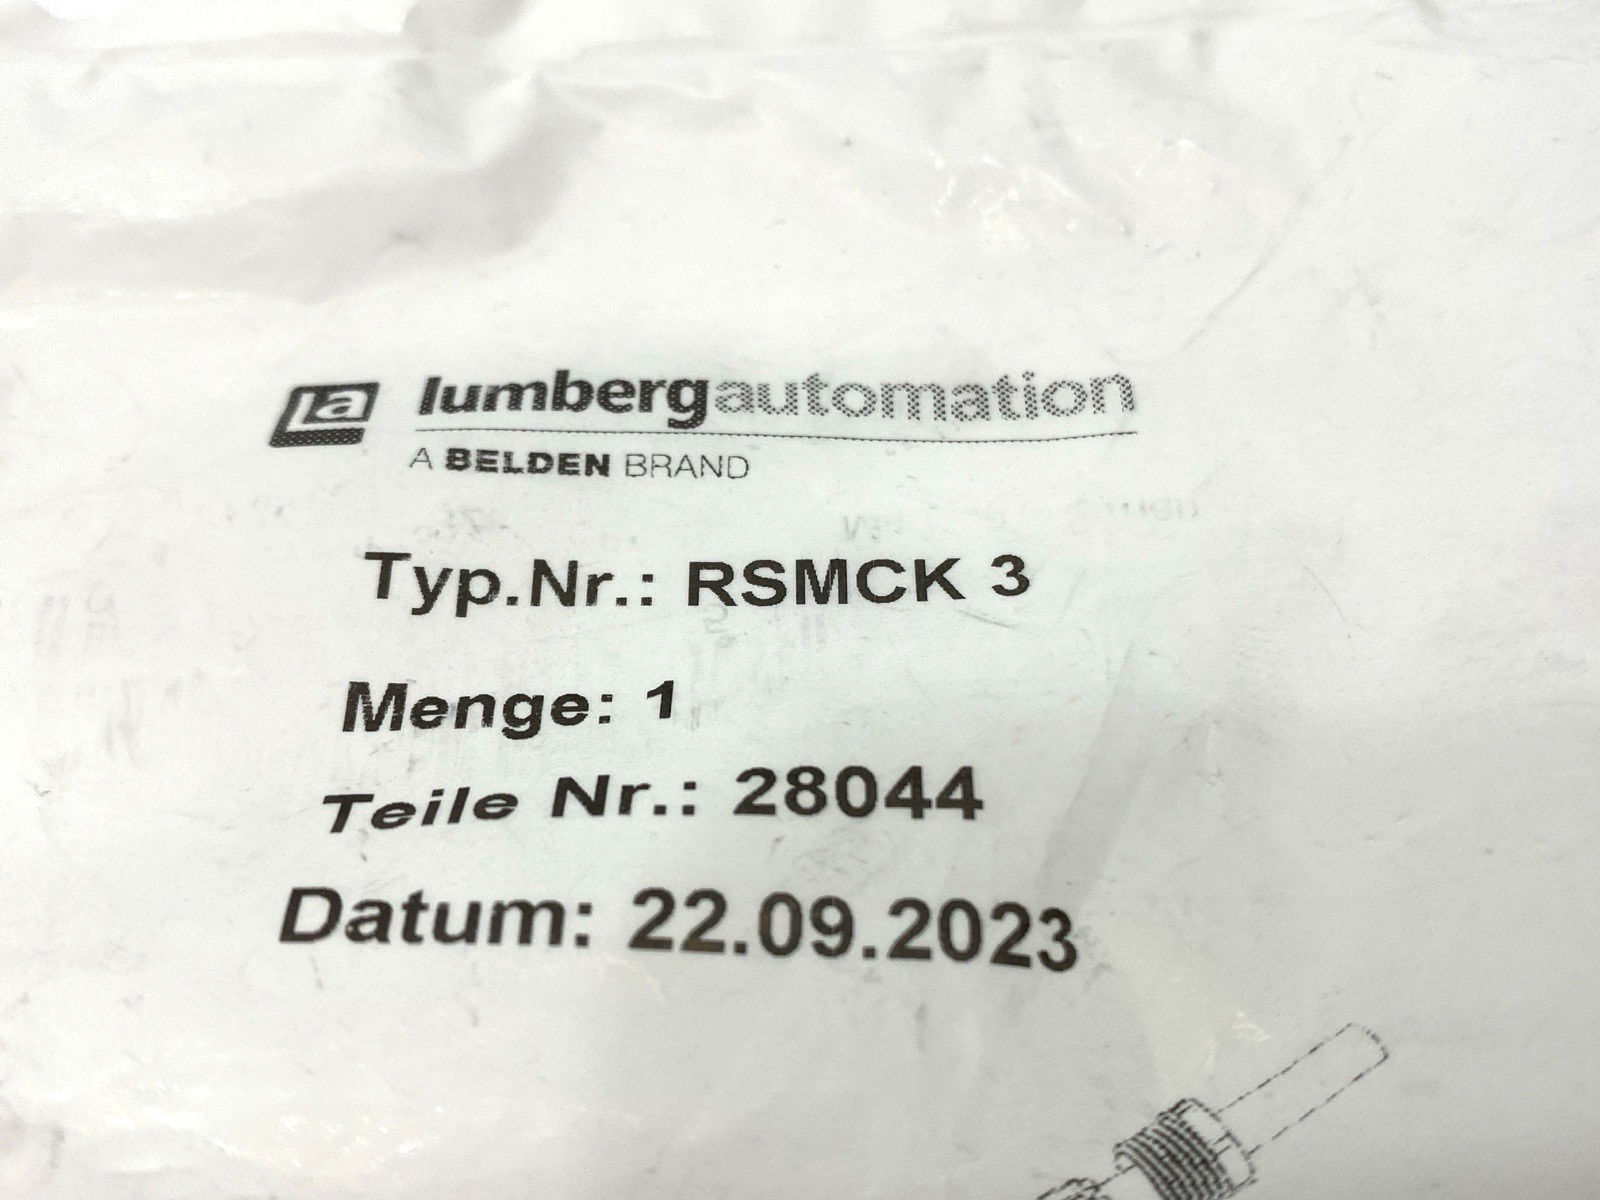 La lumbergautomation
A BELDEN BRAND
Typ.Nr.: RSMCK 3
Menge: 1
Teile Nr.: 28044
Datum: 22.09.2023